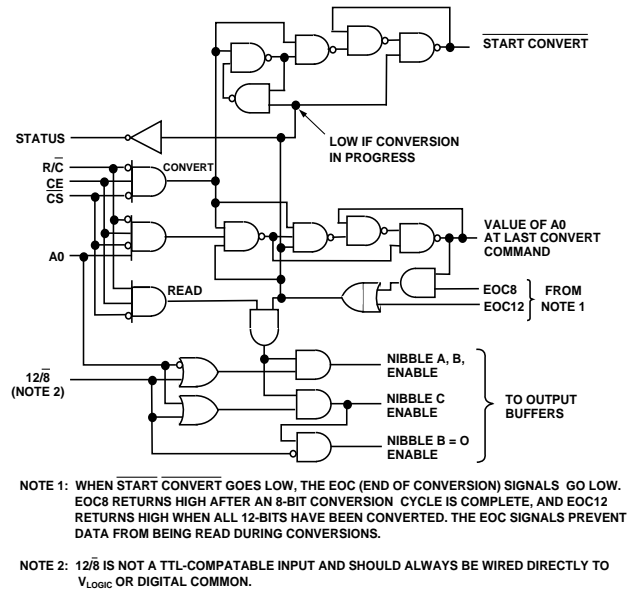 START CONVERT
LOW IF CONVERSION
IN PROGRESS
STATUS
R/C
CE
CS
CONVERT
A0
READ
VALUE OF A0
AT LAST CONVERT
COMMAND
EOC8
EOC12
FROM
NOTE 1
12/8
(NOTE 2)
NIBBLE A, B,
ENABLE
NIBBLE C
ENABLE
NIBBLE B = O
ENABLE
TO OUTPUT
BUFFERS
NOTE 1: WHEN START CONVERT GOES LOW, THE EOC (END OF CONVERSION) SIGNALS GO LOW.
EOC8 RETURNS HIGH AFTER AN 8-BIT CONVERSION CYCLE IS COMPLETE, AND EOC12
RETURNS HIGH WHEN ALL 12-BITS HAVE BEEN CONVERTED. THE EOC SIGNALS PREVENT
DATA FROM BEING READ DURING CONVERSIONS.
NOTE 2: 12/8 IS NOT A TTL-COMPATABLE INPUT AND SHOULD ALWAYS BE WIRED DIRECTLY TO
VLOGIC OR DIGITAL COMMON.